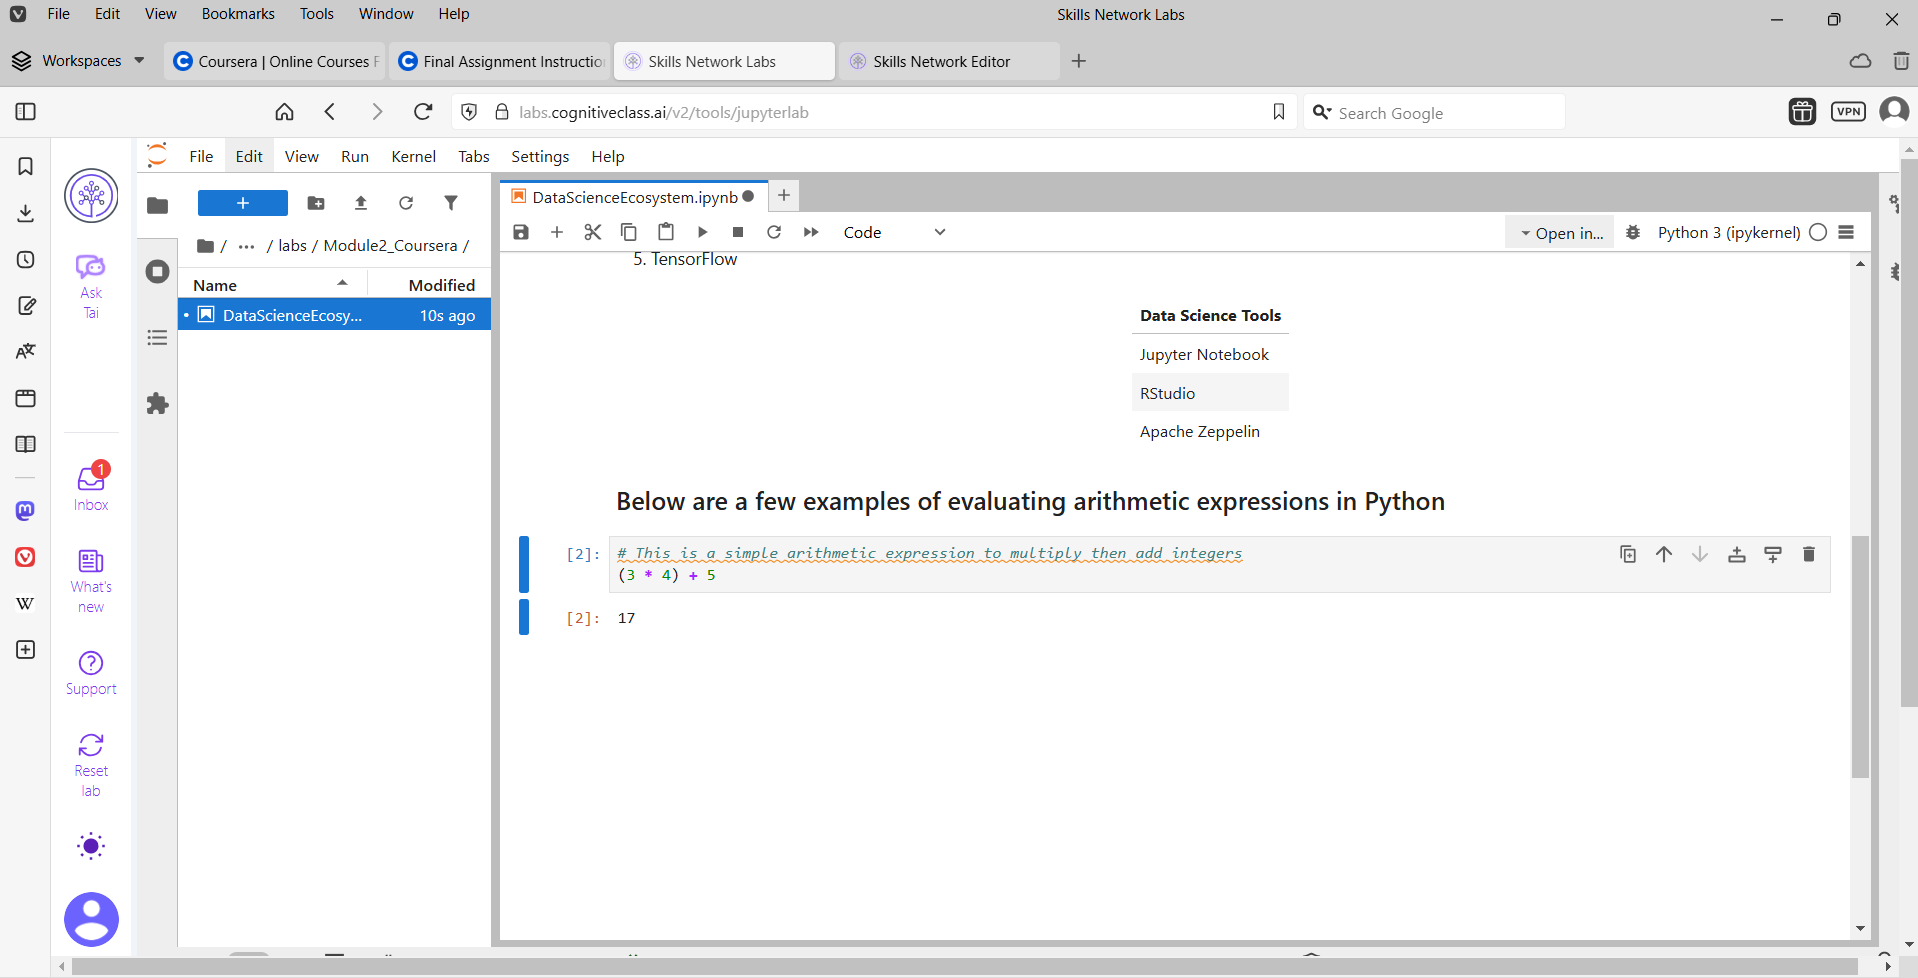 File Edit View Bookmarks Tools Window Help
Skills Network Labs
Workspaces
Coursera | Online Courses F
Final Assignment Instructio
Skills Network Labs
Skills Network Editor
labs.cognitiveclass.ai/v2/tools/jupyterlab
Search Google
VPN
File Edit View Run Kernel Tabs Settings Help
Ask
Tai
1
Inbox
What's
new
Support
Reset
lab
W
+
/ ··· / labs / Module2_Coursera /
Name Modified
DataScienceEcosy... 10s ago
DataScienceEcosystem.ipynb
Code
Open in...
Python 3 (ipykernel)
5. TensorFlow
Data Science Tools
Jupyter Notebook
RStudio
Apache Zeppelin
Below are a few examples of evaluating arithmetic expressions in Python
[2]: # This is a simple arithmetic expression to multiply then add integers
(3 * 4) + 5
[2]: 17